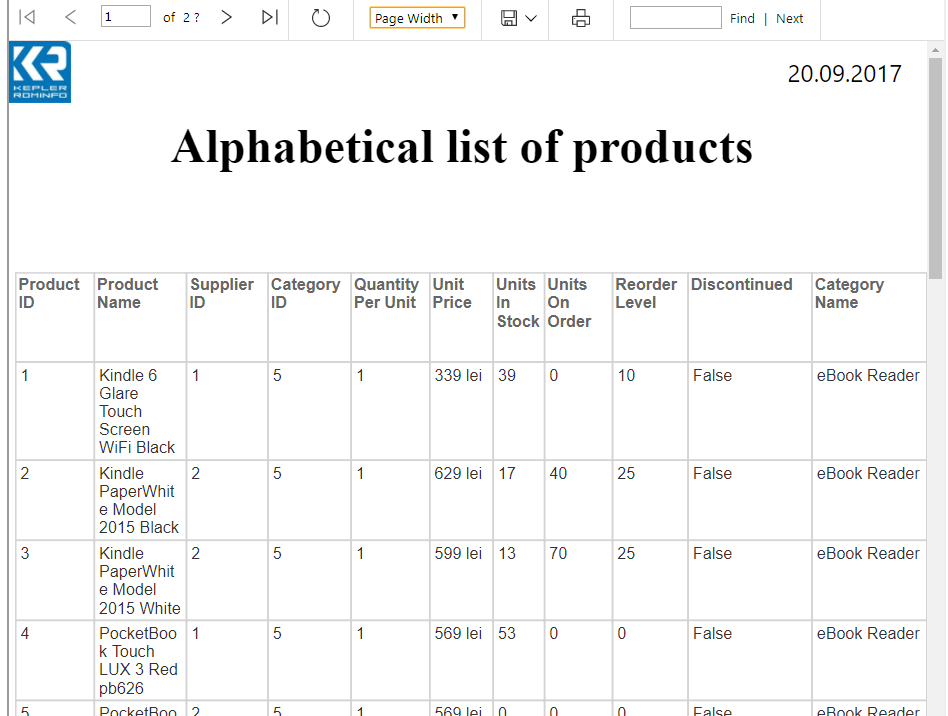 1 of 2 ? Page Width Find | Next
KR
KEPLER
ROMINFO
20.09.2017
Alphabetical list of products
Product ID Product Name Supplier ID Category ID Quantity Per Unit Unit Price Units In Stock Units On Order Reorder Level Discontinued Category Name
1 Kindle 6 Glare Touch Screen WiFi Black 1 5 1 339 lei 39 0 10 False eBook Reader
2 Kindle PaperWhite Model 2015 Black 2 5 1 629 lei 17 40 25 False eBook Reader
3 Kindle PaperWhite Model 2015 White 2 5 1 599 lei 13 70 25 False eBook Reader
4 PocketBook Touch LUX 3 Red pb626 1 5 1 569 lei 53 0 0 False eBook Reader
5 PocketBoo 2 5 1 569 lei 0 0 0 False eBook Reader